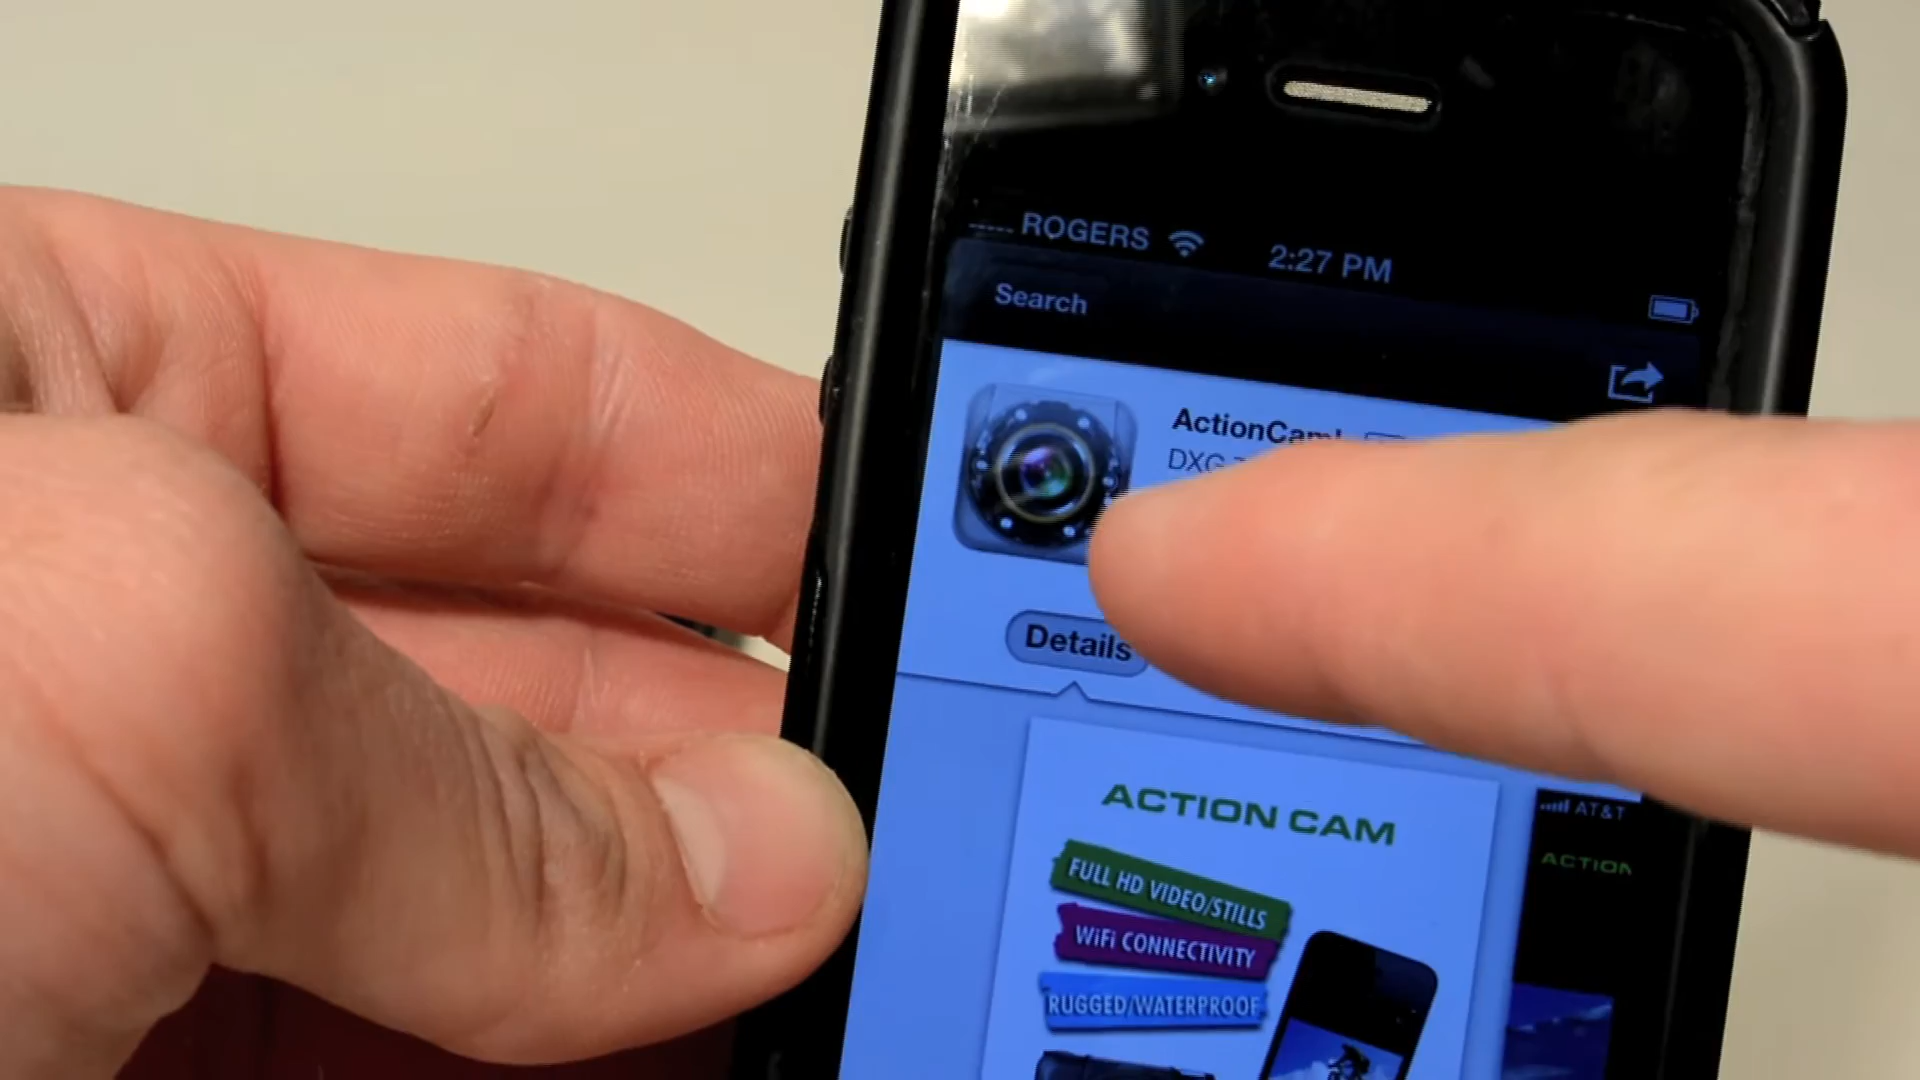 ROGERS 2:27 PM
Search
ActionCam!
DXG
Details
ACTION CAM
FULL HD VIDEO/STILLS
WiFi CONNECTIVITY
RUGGED/WATERPROOF
AT&T
ACTION